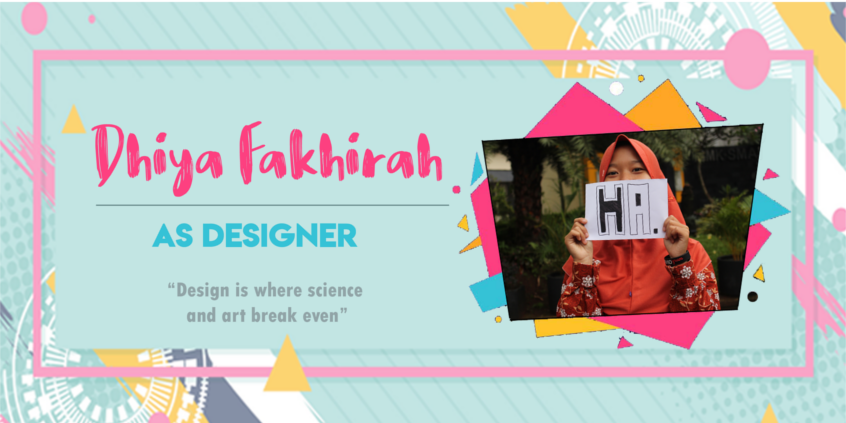 Dhiya Fakhirah.
AS DESIGNER
“Design is where science
and art break even”
HA.